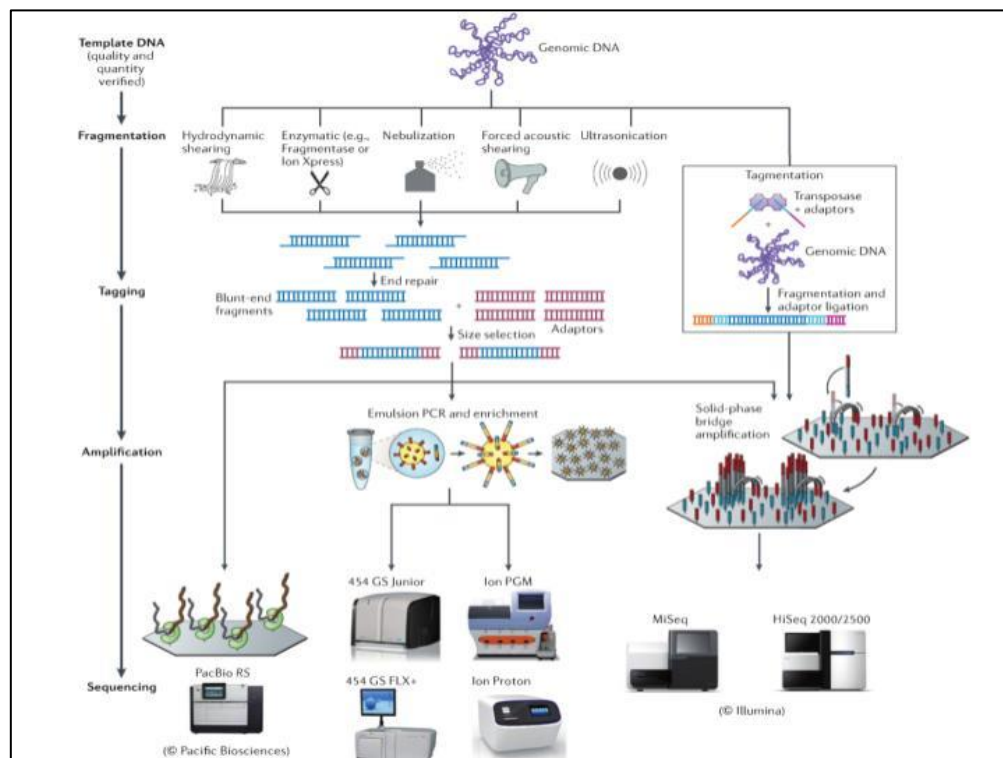 Template DNA
(quality and
quantity
verified)
Genomic DNA
Fragmentation
Hydrodynamic
shearing
Enzymatic (e.g.,
Fragmentase or
Ion Xpress)
Nebulization
Forced acoustic
shearing
Ultrasonication
Tagmentation
Transposase
+ adaptors
+
Genomic DNA
Fragmentation and
adaptor ligation
Tagging
End repair
Blunt-end
fragments
+
Adaptors
Size selection
Amplification
Emulsion PCR and enrichment
Solid-phase
bridge
amplification
Sequencing
PacBio RS
(© Pacific Biosciences)
454 GS Junior
Ion PGM
454 GS FLX+
Ion Proton
MiSeq
HiSeq 2000/2500
(© Illumina)